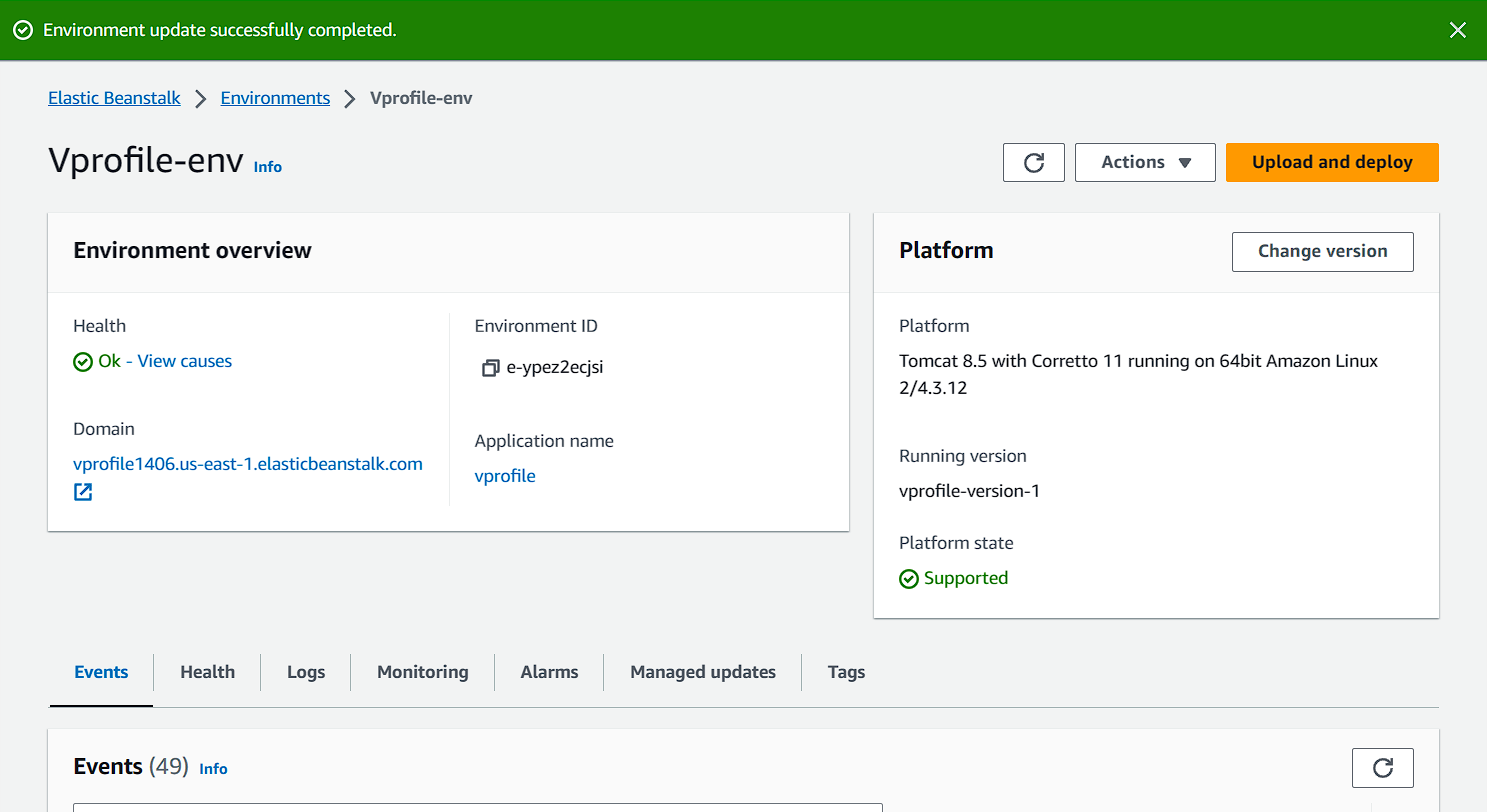 Environment update successfully completed.
Elastic Beanstalk
Environments
Vprofile-env
Vprofile-env Info
Actions
Upload and deploy
Environment overview
Health
Ok - View causes
Domain
vprofile1406.us-east-1.elasticbeanstalk.com
Environment ID
e-ypez2ecjsi
Application name
vprofile
Platform
Change version
Platform
Tomcat 8.5 with Corretto 11 running on 64bit Amazon Linux
2/4.3.12
Running version
vprofile-version-1
Platform state
Supported
Events
Health
Logs
Monitoring
Alarms
Managed updates
Tags
Events (49) Info